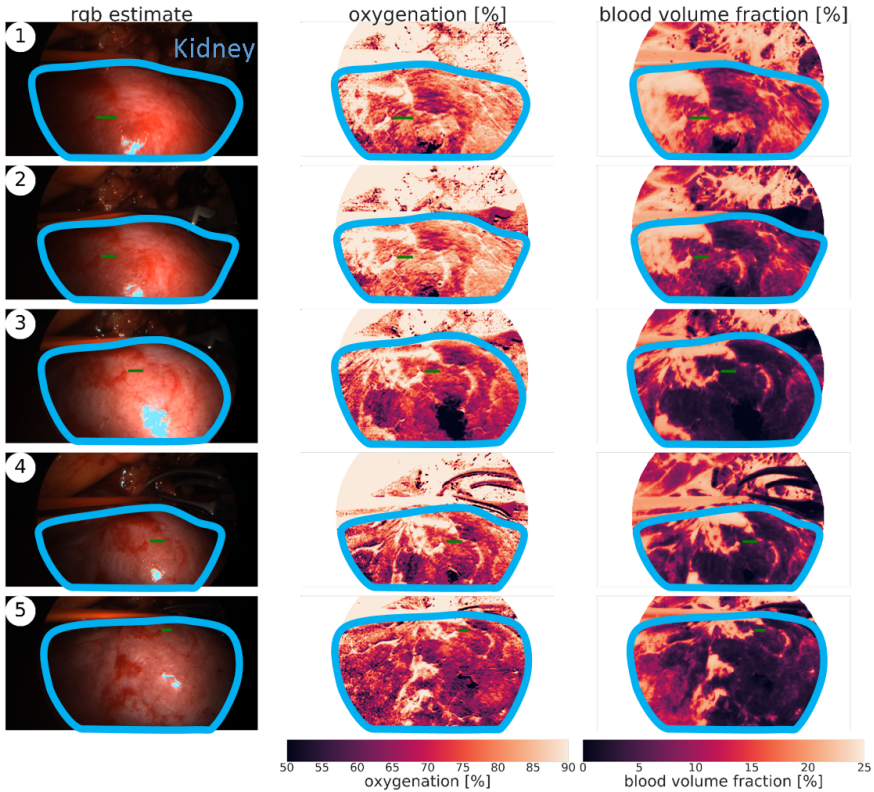 rgb estimate
oxygenation [%]
blood volume fraction [%]
1
Kidney
2
3
4
5
50 55 60 65 70 75 80 85 90
oxygenation [%]
0 5 10 15 20 25
blood volume fraction [%]